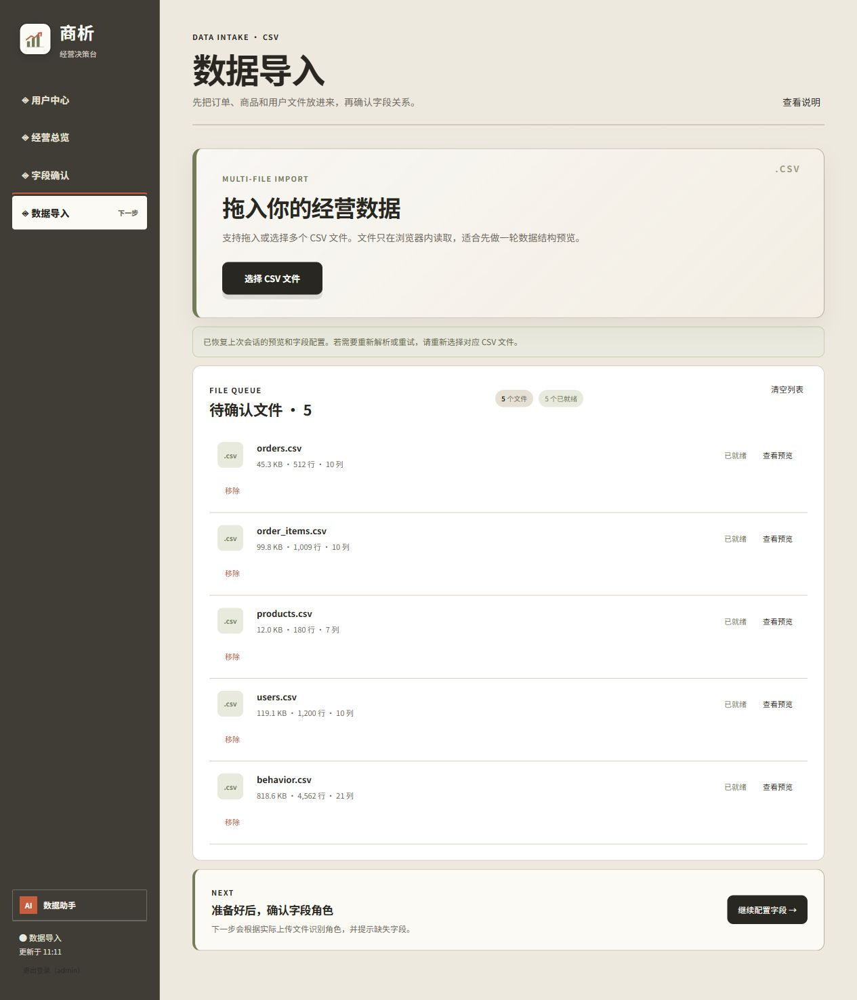 商析
经营决策台
◈ 用户中心
◈ 经营总览
◈ 字段确认
◈ 数据导入 下一步
AI 数据助手
数据导入
更新于 11:11
退出登录（admin）
DATA INTAKE · CSV
数据导入
先把订单、商品和用户文件放进来，再确认字段关系。
查看说明
.CSV
MULTI-FILE IMPORT
拖入你的经营数据
支持拖入或选择多个 CSV 文件。文件只在浏览器内读取，适合先做一轮数据结构预览。
选择 CSV 文件
已恢复上次会话的预览和字段配置。若需要重新解析或重试，请重新选择对应 CSV 文件。
FILE QUEUE
待确认文件 · 5
5 个文件 5 个已就绪
清空列表
.csv
orders.csv
45.3 KB · 512 行 · 10 列
已就绪 查看预览
移除
.csv
order_items.csv
99.8 KB · 1,009 行 · 10 列
已就绪 查看预览
移除
.csv
products.csv
12.0 KB · 180 行 · 7 列
已就绪 查看预览
移除
.csv
users.csv
119.1 KB · 1,200 行 · 10 列
已就绪 查看预览
移除
.csv
behavior.csv
818.6 KB · 4,562 行 · 21 列
已就绪 查看预览
移除
NEXT
准备好后，确认字段角色
下一步会根据实际上传文件识别角色，并提示缺失字段。
继续配置字段 →